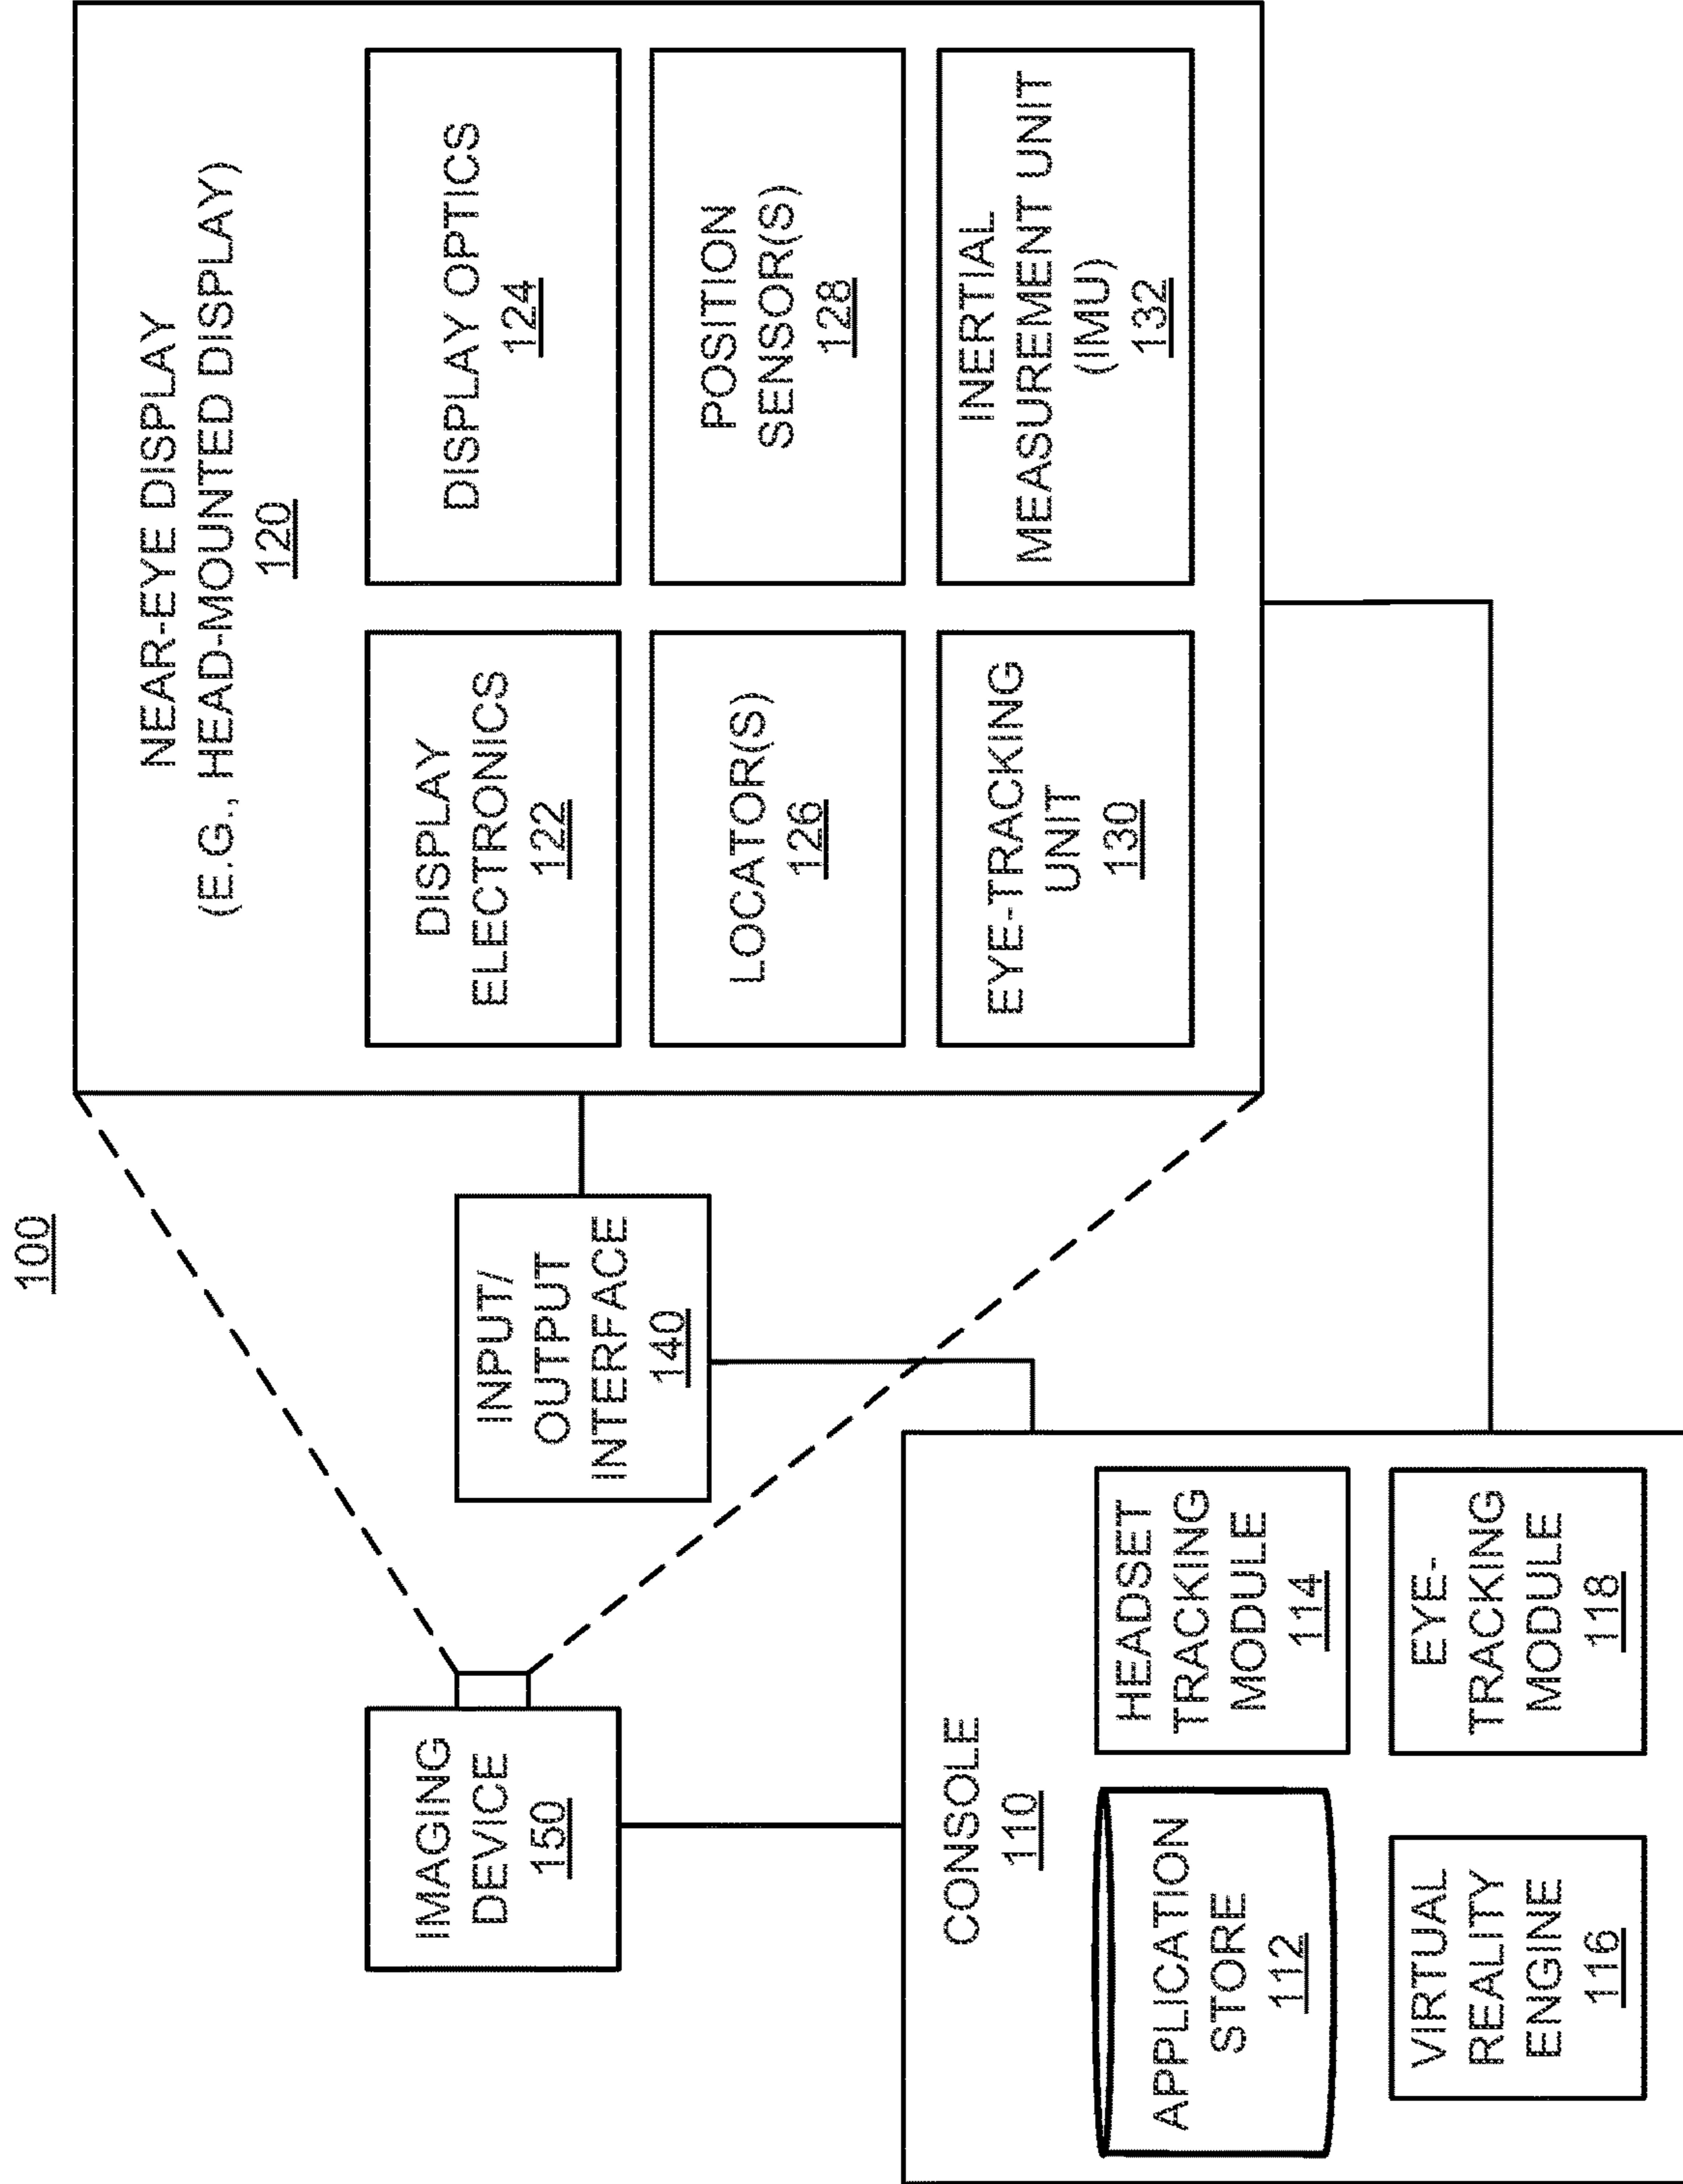 100
IMAGING
DEVICE
150
INPUT/
OUTPUT
INTERFACE
140
NEAR-EYE DISPLAY
(E.G., HEAD-MOUNTED DISPLAY)
120
DISPLAY
ELECTRONICS
122
DISPLAY OPTICS
124
LOCATOR(S)
126
POSITION
SENSOR(S)
128
EYE-TRACKING
UNIT
130
INERTIAL
MEASUREMENT UNIT
(IMU)
132
CONSOLE
110
APPLICATION
STORE
112
HEADSET
TRACKING
MODULE
114
VIRTUAL
REALITY
ENGINE
116
EYE-
TRACKING
MODULE
118